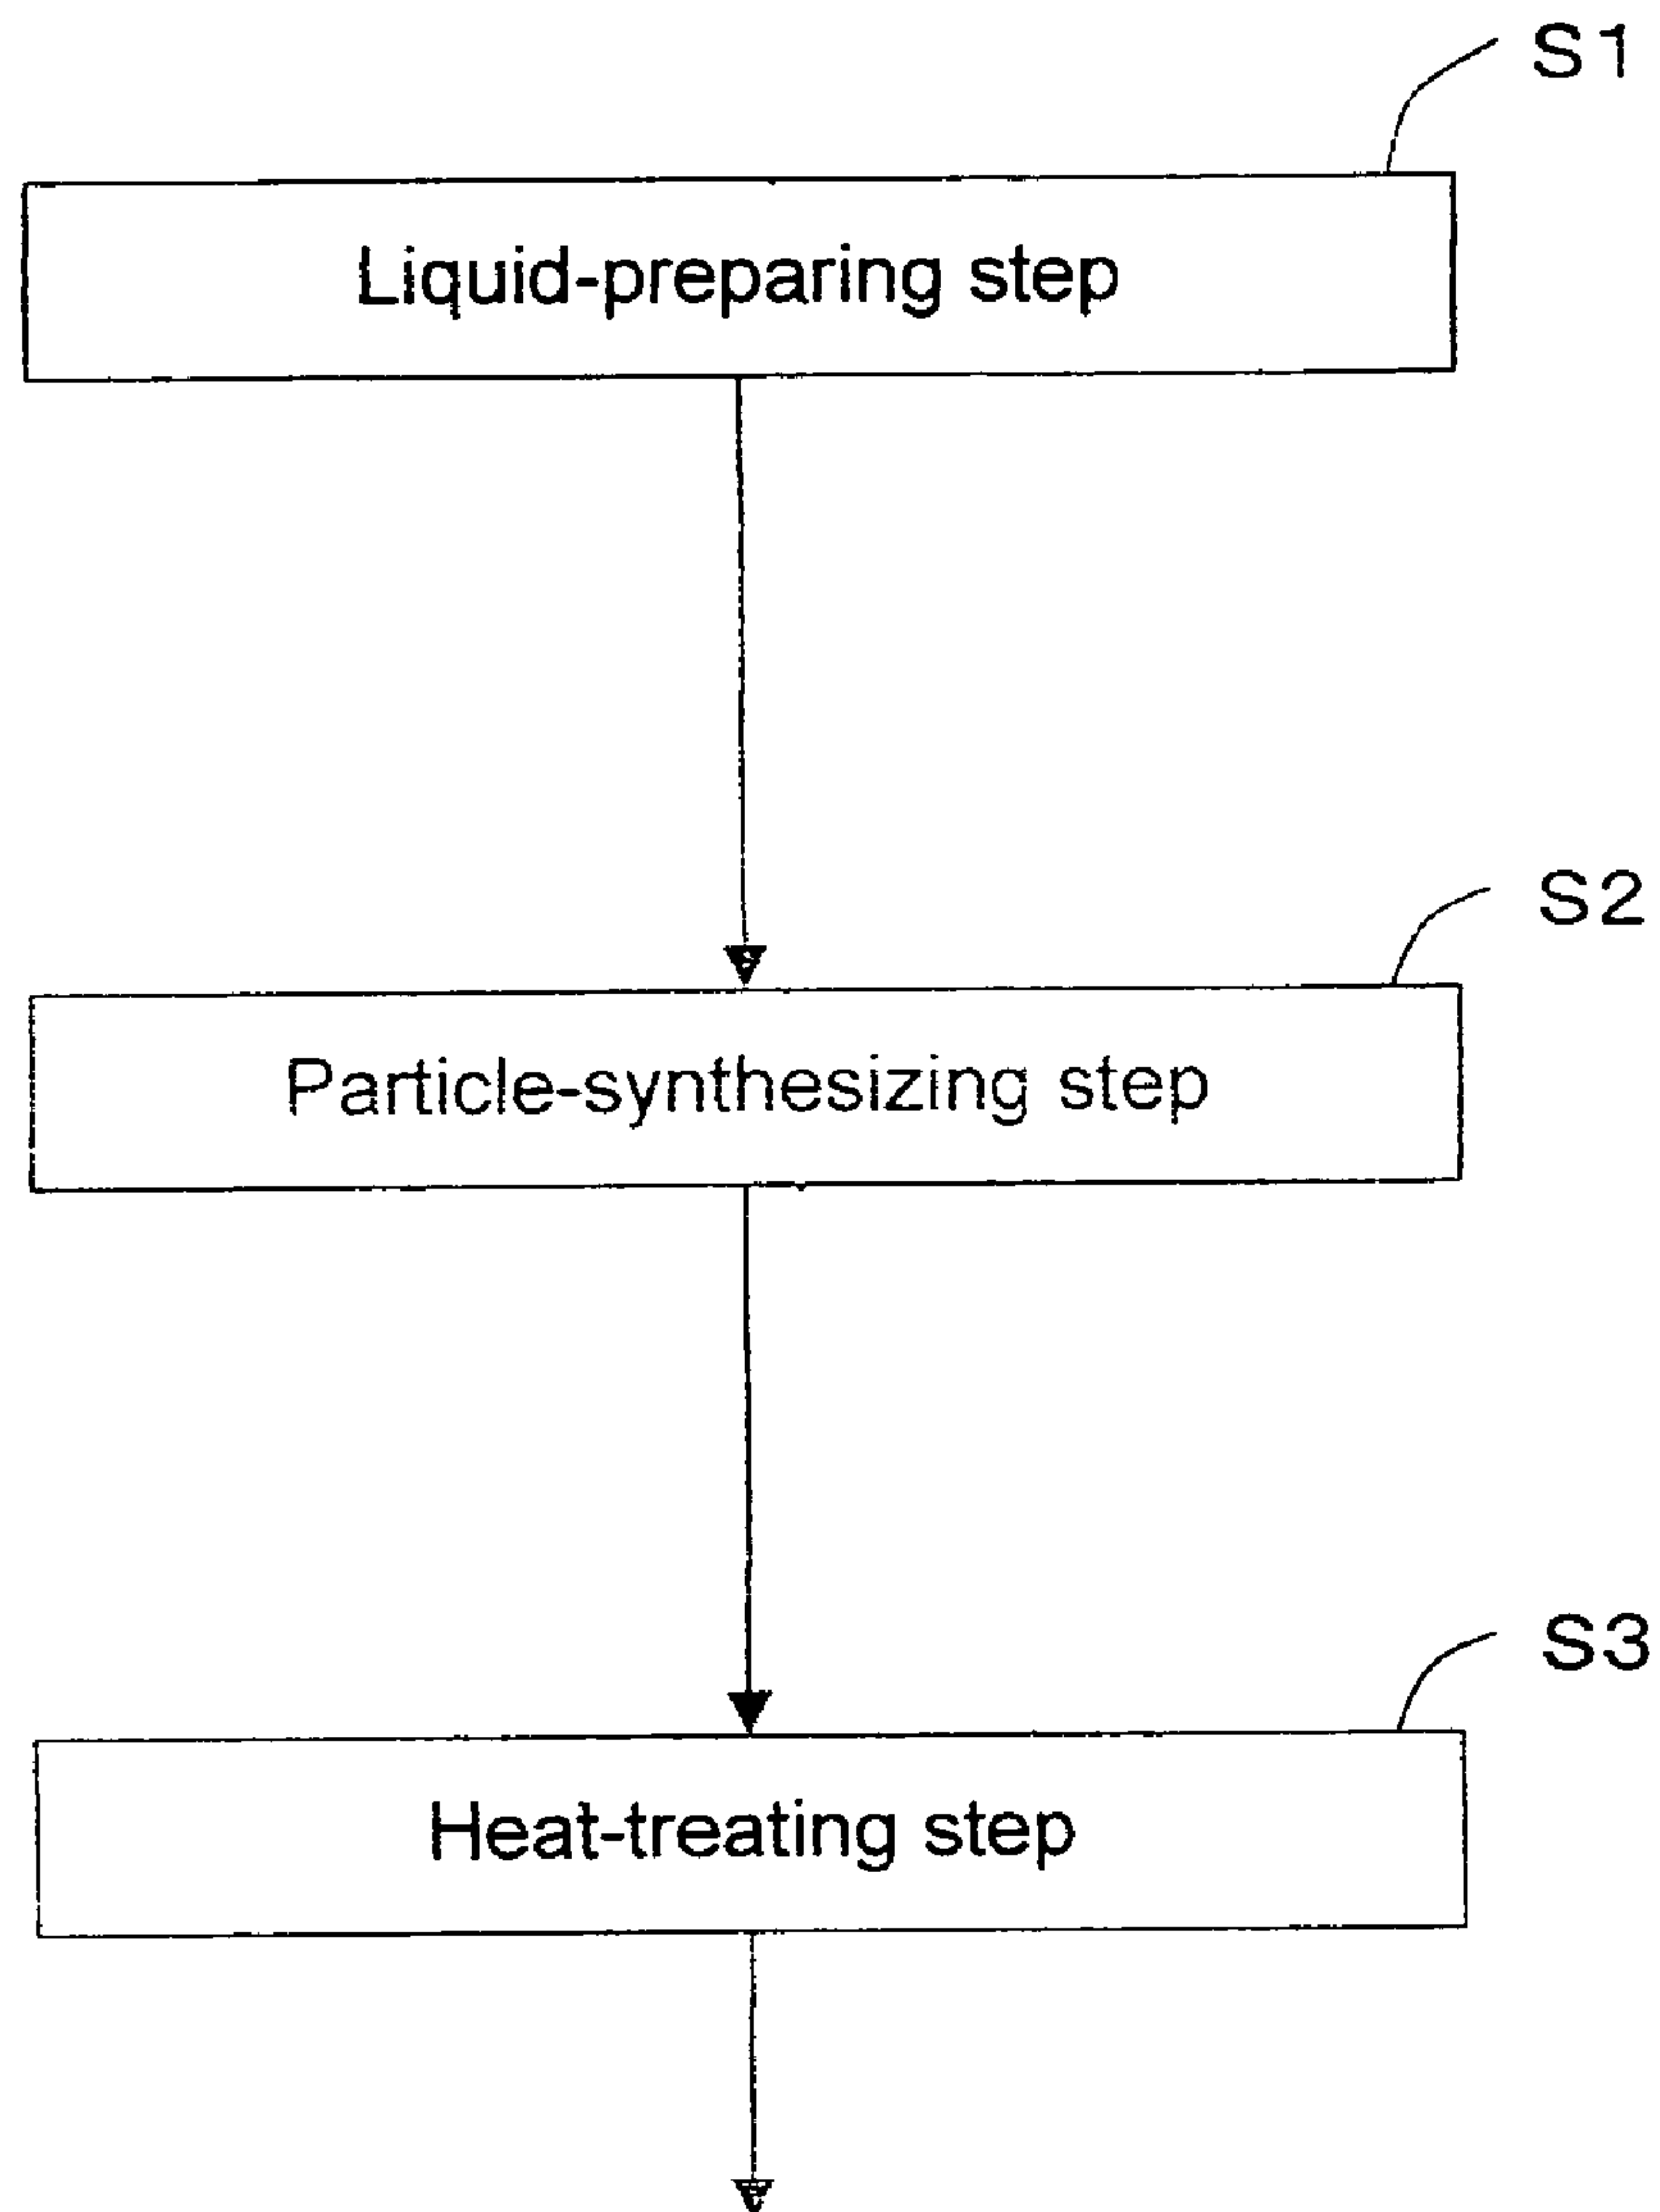 S1
Liquid-preparing step
S2
Particle-synthesizing step
S3
Heat-treating step